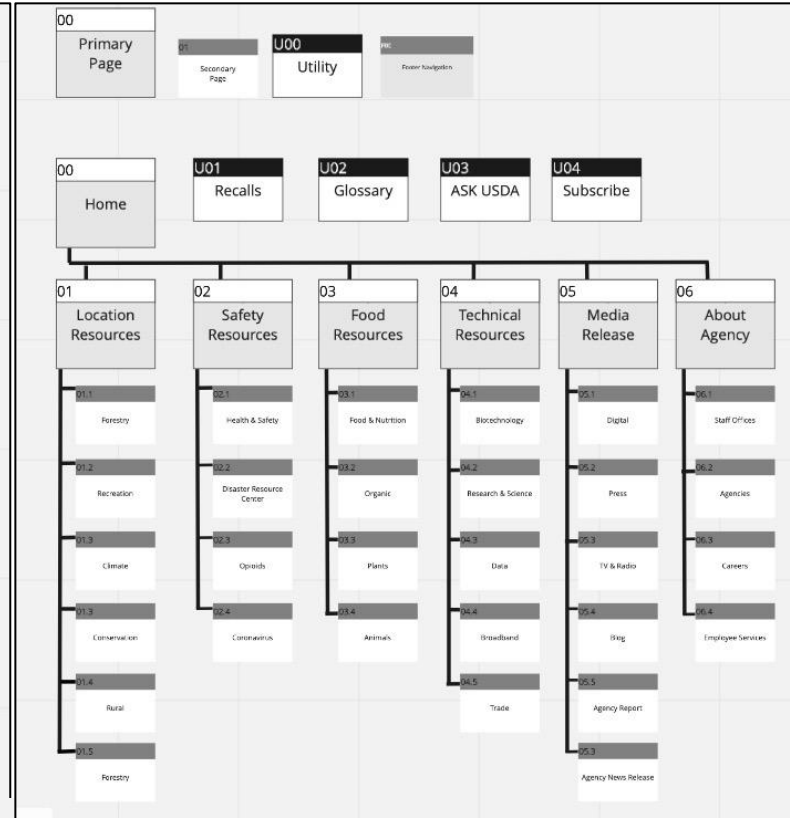 00
Primary
Page
01
Secondary
Page
U00
Utility
Footer Navigation
00
Home
U01
Recalls
U02
Glossary
U03
ASK USDA
U04
Subscribe
01
Location
Resources
02
Safety
Resources
03
Food
Resources
04
Technical
Resources
05
Media
Release
06
About
Agency
01.1
Forestry
01.2
Recreation
01.3
Climate
01.3
Conservation
01.4
Rural
01.5
Forestry
02.1
Health & Safety
02.2
Disaster Resource
Center
02.3
Opioids
02.4
Coronavirus
03.1
Food & Nutrition
03.2
Organic
03.3
Plants
03.4
Animals
04.1
Biotechnology
04.2
Research & Science
04.3
Data
04.4
Broadband
04.5
Trade
05.1
Digital
05.2
Press
05.3
TV & Radio
05.4
Blog
05.5
Agency Report
05.3
Agency News Release
06.1
Staff Offices
06.2
Agencies
06.3
Careers
06.4
Employee Services